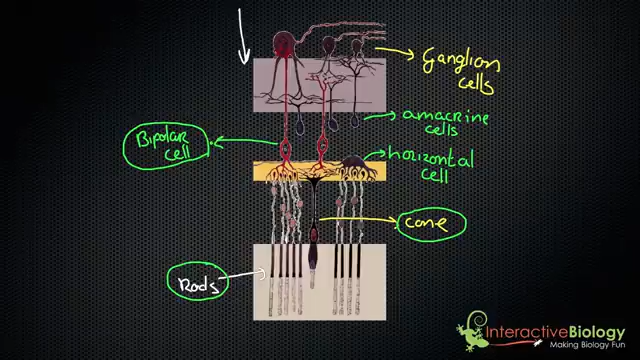 Ganglion
cells
amacrine
cells
Bipolar
cell
horizontal
cell
cone
Rods
InteractiveBiology
Making Biology Fun